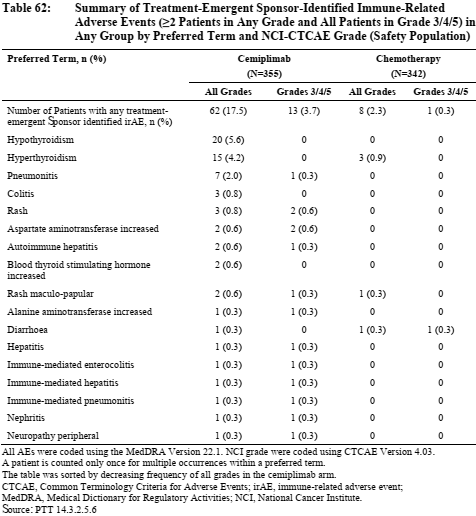 Table 62: Summary of Treatment-Emergent Sponsor-Identified Immune-Related
Adverse Events (≥2 Patients in Any Grade and All Patients in Grade 3/4/5) in
Any Group by Preferred Term and NCI-CTCAE Grade (Safety Population)
Preferred Term, n (%) Cemiplimab Chemotherapy
(N=355) (N=342)
All Grades Grades 3/4/5 All Grades Grades 3/4/5
Number of Patients with any treatment- 62 (17.5) 13 (3.7) 8 (2.3) 1 (0.3)
emergent Sponsor identified irAE, n (%)
Hypothyroidism 20 (5.6) 0 0 0
Hyperthyroidism 15 (4.2) 0 3 (0.9) 0
Pneumonitis 7 (2.0) 1 (0.3) 0 0
Colitis 3 (0.8) 0 0 0
Rash 3 (0.8) 2 (0.6) 0 0
Aspartate aminotransferase increased 2 (0.6) 2 (0.6) 0 0
Autoimmune hepatitis 2 (0.6) 1 (0.3) 0 0
Blood thyroid stimulating hormone 2 (0.6) 0 0 0
increased
Rash maculo-papular 2 (0.6) 1 (0.3) 1 (0.3) 0
Alanine aminotransferase increased 1 (0.3) 1 (0.3) 0 0
Diarrhoea 1 (0.3) 0 1 (0.3) 1 (0.3)
Hepatitis 1 (0.3) 1 (0.3) 0 0
Immune-mediated enterocolitis 1 (0.3) 1 (0.3) 0 0
Immune-mediated hepatitis 1 (0.3) 1 (0.3) 0 0
Immune-mediated pneumonitis 1 (0.3) 1 (0.3) 0 0
Nephritis 1 (0.3) 1 (0.3) 0 0
Neuropathy peripheral 1 (0.3) 1 (0.3) 0 0
All AEs were coded using the MedDRA Version 22.1. NCI grade were coded using CTCAE Version 4.03.
A patient is counted only once for multiple occurrences within a preferred term.
The table was sorted by decreasing frequency of all grades in the cemiplimab arm.
CTCAE, Common Terminology Criteria for Adverse Events; irAE, immune-related adverse event;
MedDRA, Medical Dictionary for Regulatory Activities; NCI, National Cancer Institute.
Source: PTT 14.3.2.5.6